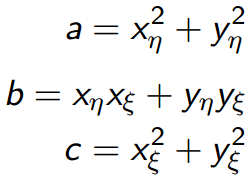 a = x_η^2 + y_η^2
b = x_η x_ξ + y_η y_ξ
c = x_ξ^2 + y_ξ^2